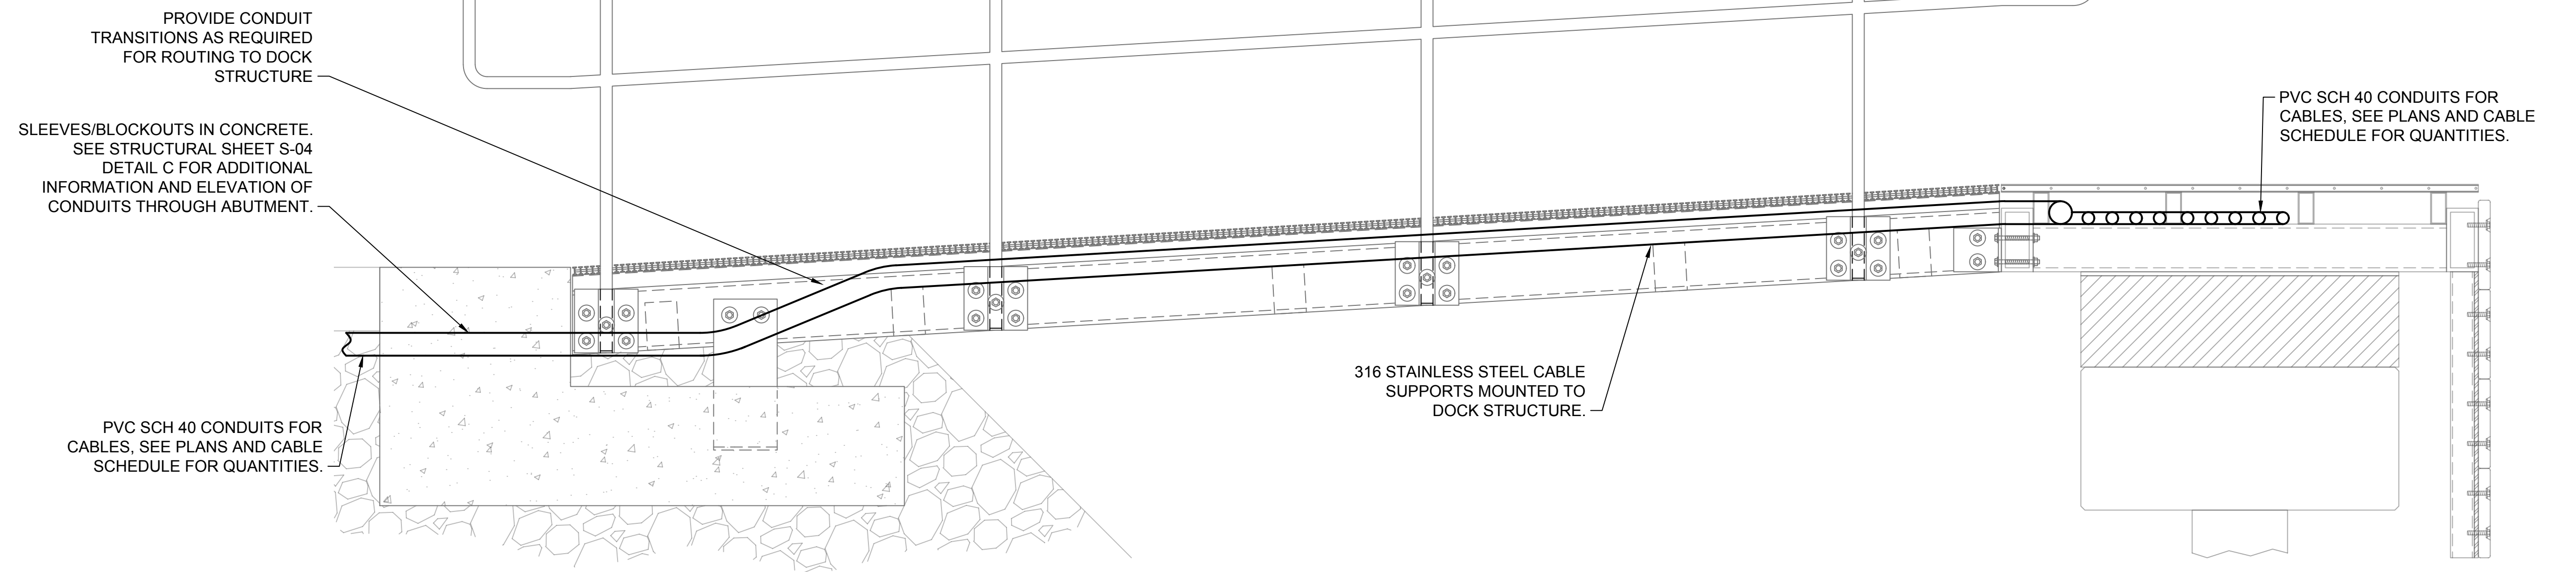 PROVIDE CONDUIT
TRANSITIONS AS REQUIRED
FOR ROUTING TO DOCK
STRUCTURE
SLEEVES/BLOCKOUTS IN CONCRETE.
SEE STRUCTURAL SHEET S-04
DETAIL C FOR ADDITIONAL
INFORMATION AND ELEVATION OF
CONDUITS THROUGH ABUTMENT.
PVC SCH 40 CONDUITS FOR
CABLES, SEE PLANS AND CABLE
SCHEDULE FOR QUANTITIES.
316 STAINLESS STEEL CABLE
SUPPORTS MOUNTED TO
DOCK STRUCTURE.
PVC SCH 40 CONDUITS FOR
CABLES, SEE PLANS AND CABLE
SCHEDULE FOR QUANTITIES.